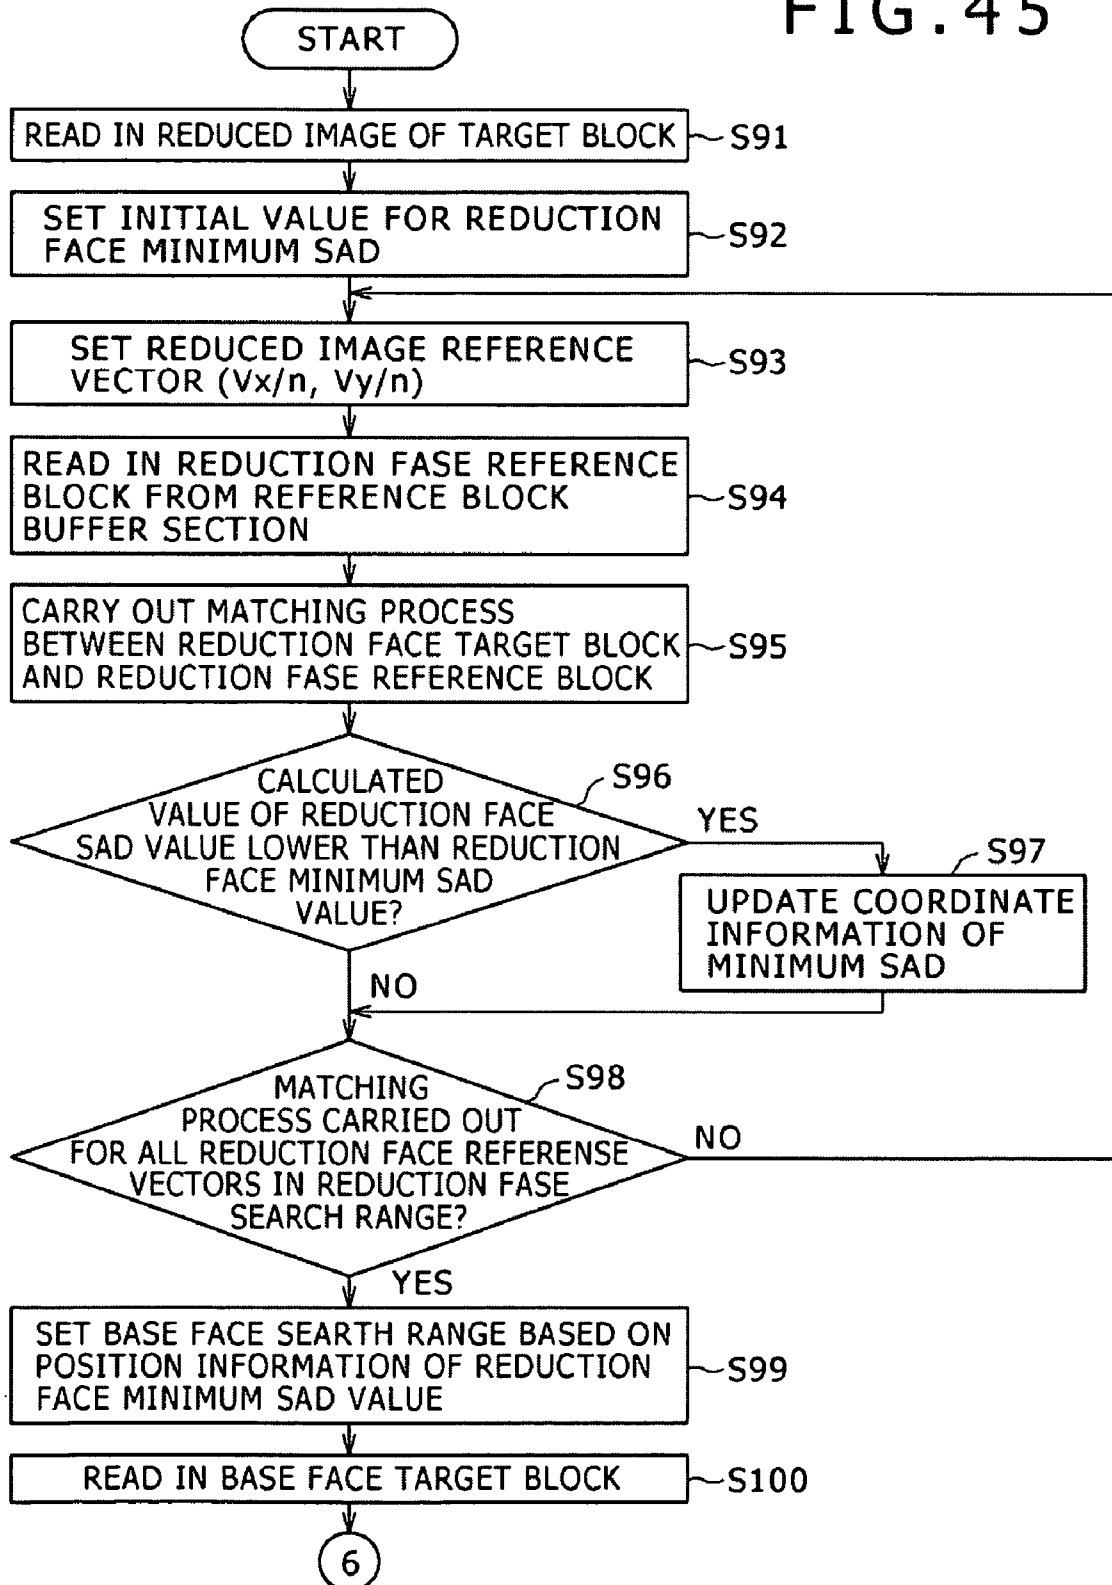 FIG.45
START
READ IN REDUCED IMAGE OF TARGET BLOCK
S91
SET INITIAL VALUE FOR REDUCTION
FACE MINIMUM SAD
S92
SET REDUCED IMAGE REFERENCE
VECTOR (Vx/n, Vy/n)
S93
READ IN REDUCTION FASE REFERENCE
BLOCK FROM REFERENCE BLOCK
BUFFER SECTION
S94
CARRY OUT MATCHING PROCESS
BETWEEN REDUCTION FACE TARGET BLOCK
AND REDUCTION FASE REFERENCE BLOCK
S95
CALCULATED
VALUE OF REDUCTION FACE
SAD VALUE LOWER THAN REDUCTION
FACE MINIMUM SAD
VALUE?
S96
YES
S97
UPDATE COORDINATE
INFORMATION OF
MINIMUM SAD
NO
MATCHING
PROCESS CARRIED OUT
FOR ALL REDUCTION FACE REFERENSE
VECTORS IN REDUCTION FASE
SEARCH RANGE?
S98
NO
YES
SET BASE FACE SEARTH RANGE BASED ON
POSITION INFORMATION OF REDUCTION
FACE MINIMUM SAD VALUE
S99
READ IN BASE FACE TARGET BLOCK
S100
6